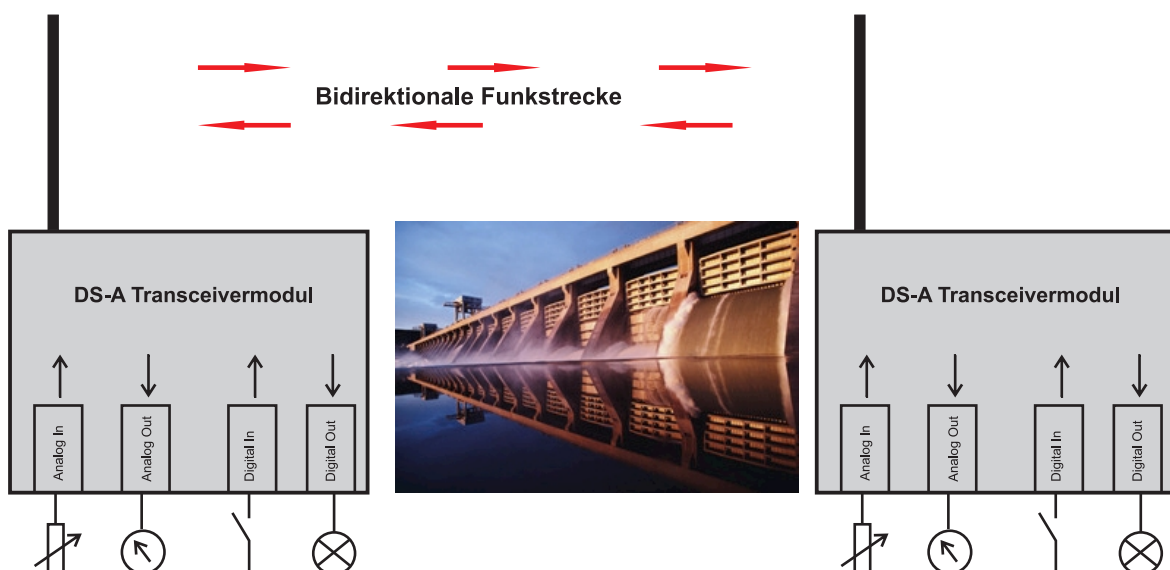 Bidirektionale Funkstrecke
DS-A Transceivermodul
Analog In
Analog Out
Digital In
Digital Out
DS-A Transceivermodul
Analog In
Analog Out
Digital In
Digital Out